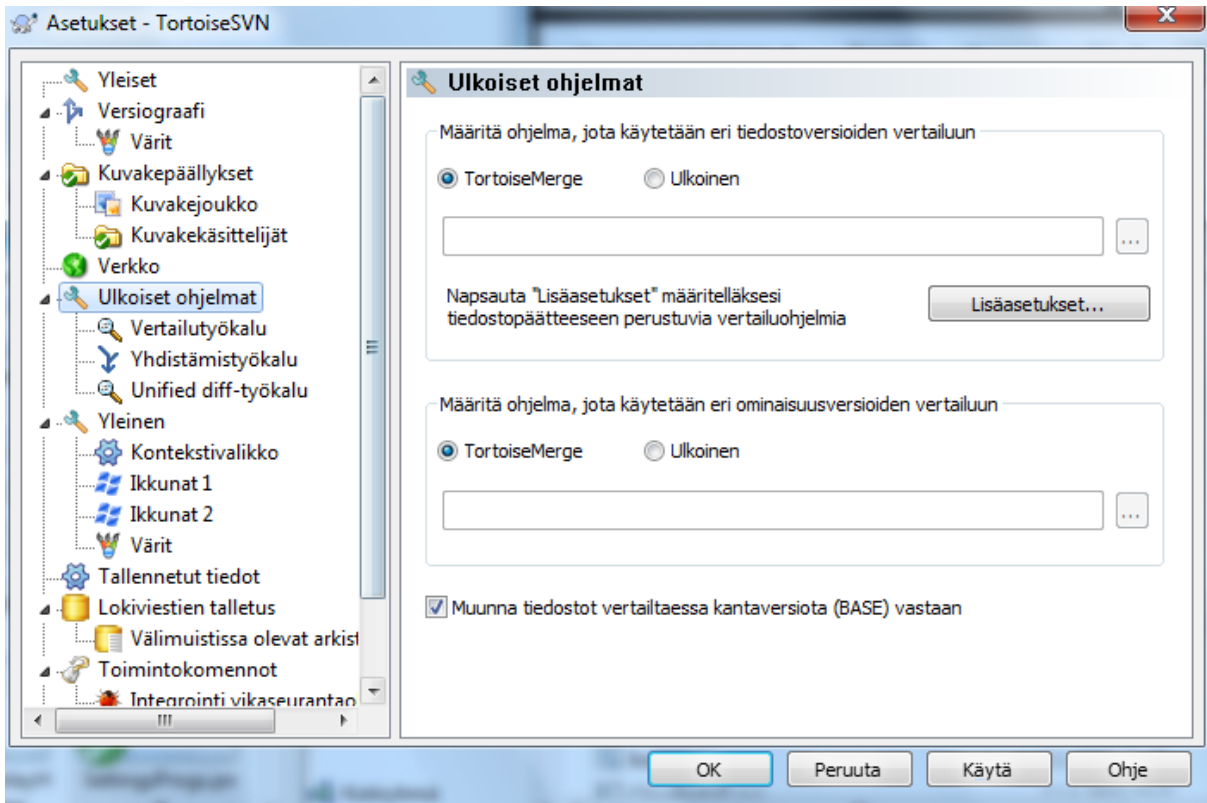 Asetukset - TortoiseSVN
Yleiset
Versiograafi
Värit
Kuvakepäällykset
Kuvakejoukko
Kuvakekäsittelijät
Verkko
Ulkoiset ohjelmat
Vertailutyökalu
Yhdistämistyökalu
Unified diff-työkalu
Yleinen
Kontekstivalikko
Ikkunat 1
Ikkunat 2
Värit
Tallennetut tiedot
Lokiviestien talletus
Välimuistissa olevat arkist
Toimintokomennot
Integrointi vikaseurantao
Ulkoiset ohjelmat
Määritä ohjelma, jota käytetään eri tiedostoversioiden vertailuun
TortoiseMerge Ulkoinen
...
Napsauta "Lisäasetukset" määritelläksesi
tiedostopäätteeseen perustuvia vertailuohjelmia
Lisäasetukset...
Määritä ohjelma, jota käytetään eri ominaisuusversioiden vertailuun
TortoiseMerge Ulkoinen
...
Muunna tiedostot vertailtaessa kantaversiota (BASE) vastaan
OK Peruuta Käytä Ohje